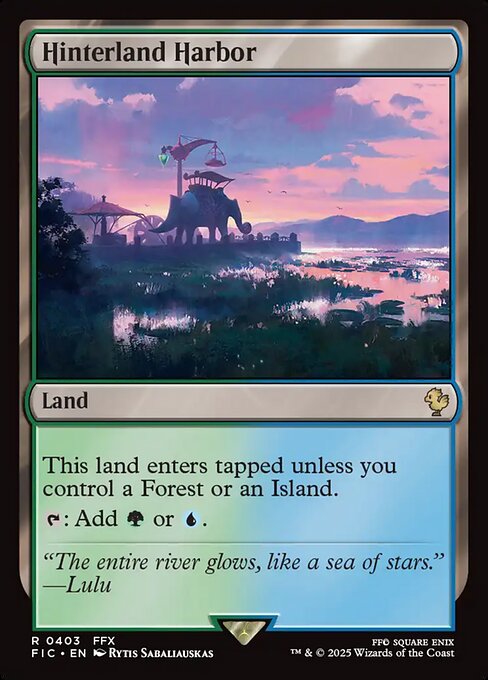 Hinterland Harbor
Land
This land enters tapped unless you
control a Forest or an Island.
: Add or .
“The entire river glows, like a sea of stars.”
—Lulu
R 0403 FFX
FIC • EN Rytis Sabaliauskas
FF© SQUARE ENIX
™ & © 2025 Wizards of the Coast